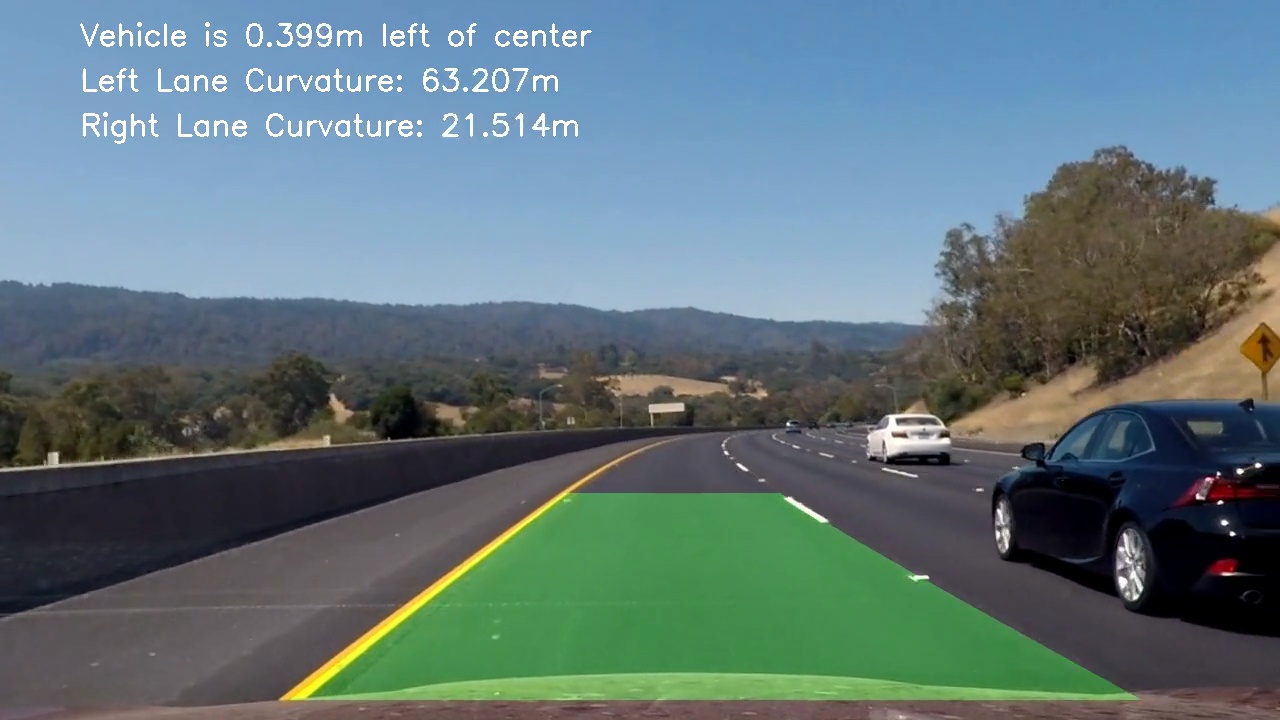 Vehicle is 0.399m left of center
Left Lane Curvature: 63.207m
Right Lane Curvature: 21.514m